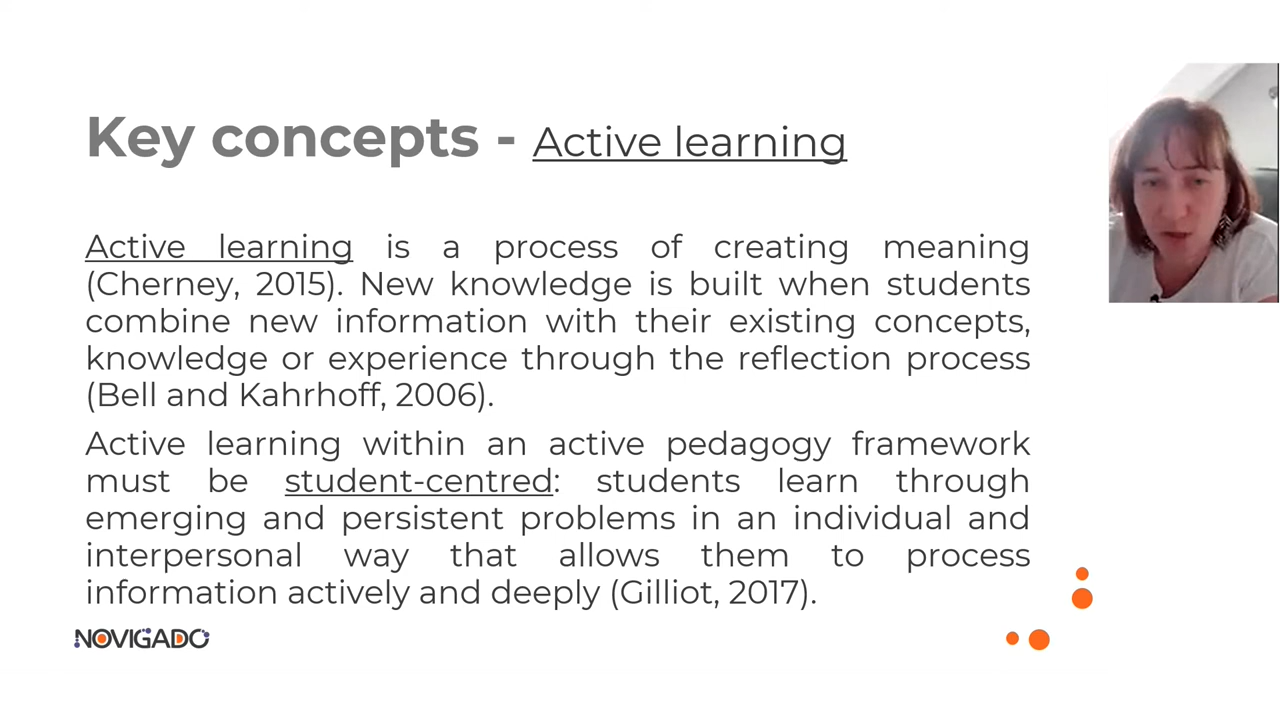 Key concepts - Active learning
Active learning is a process of creating meaning
(Cherney, 2015). New knowledge is built when students
combine new information with their existing concepts,
knowledge or experience through the reflection process
(Bell and Kahrhoff, 2006).
Active learning within an active pedagogy framework
must be student-centred: students learn through
emerging and persistent problems in an individual and
interpersonal way that allows them to process
information actively and deeply (Gilliot, 2017).
NOVIGADO